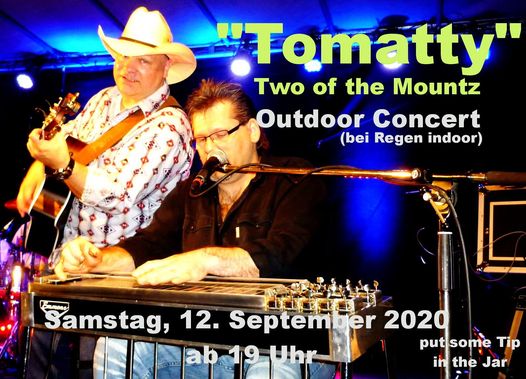 "Tomatty"
Two of the Mountz
Outdoor Concert
(bei Regen indoor)
Emmons
Samstag, 12. September 2020
ab 19 Uhr
put some Tip
in the Jar